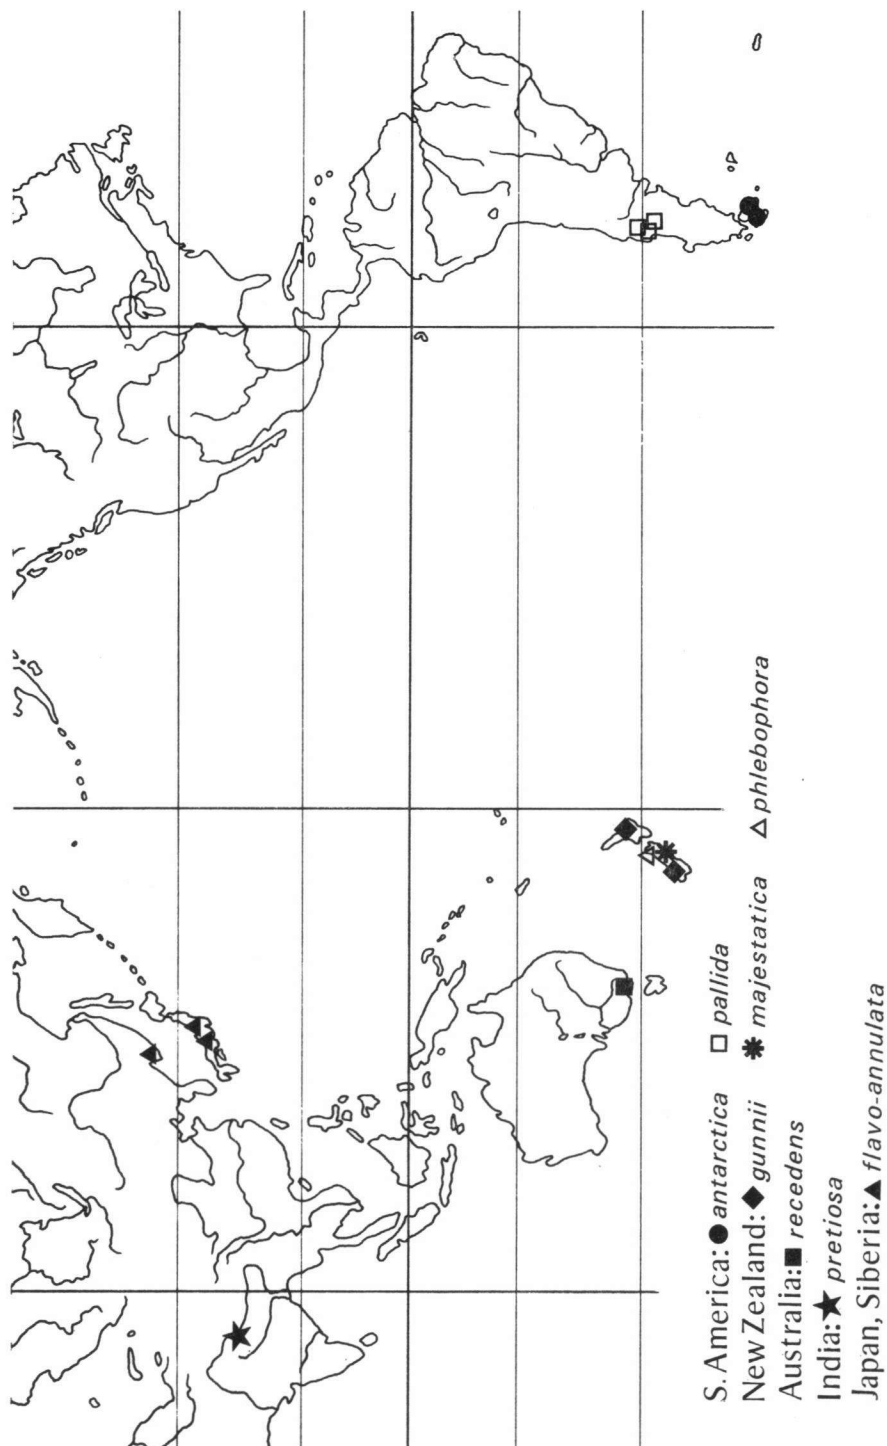 S. America: ● antarctica □ pallida
New Zealand: ◆ gunnii ✷ majestatica △ phlebophora
Australia: ■ recedens
India: ★ pretiosa
Japan, Siberia: ▲ flavo-annulata